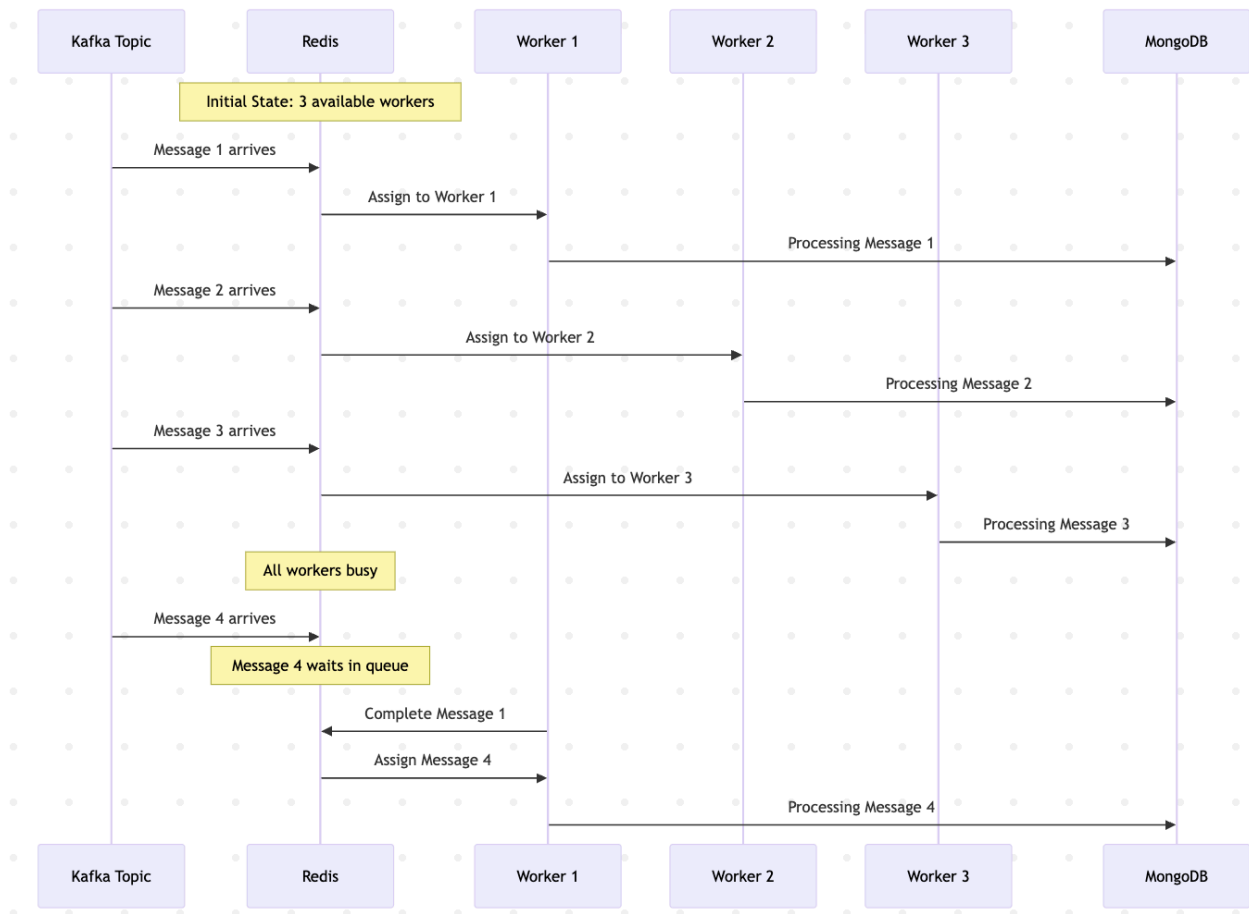 Kafka Topic
Redis
Worker 1
Worker 2
Worker 3
MongoDB
Initial State: 3 available workers
Message 1 arrives
Assign to Worker 1
Processing Message 1
Message 2 arrives
Assign to Worker 2
Processing Message 2
Message 3 arrives
Assign to Worker 3
Processing Message 3
All workers busy
Message 4 arrives
Message 4 waits in queue
Complete Message 1
Assign Message 4
Processing Message 4
Kafka Topic
Redis
Worker 1
Worker 2
Worker 3
MongoDB